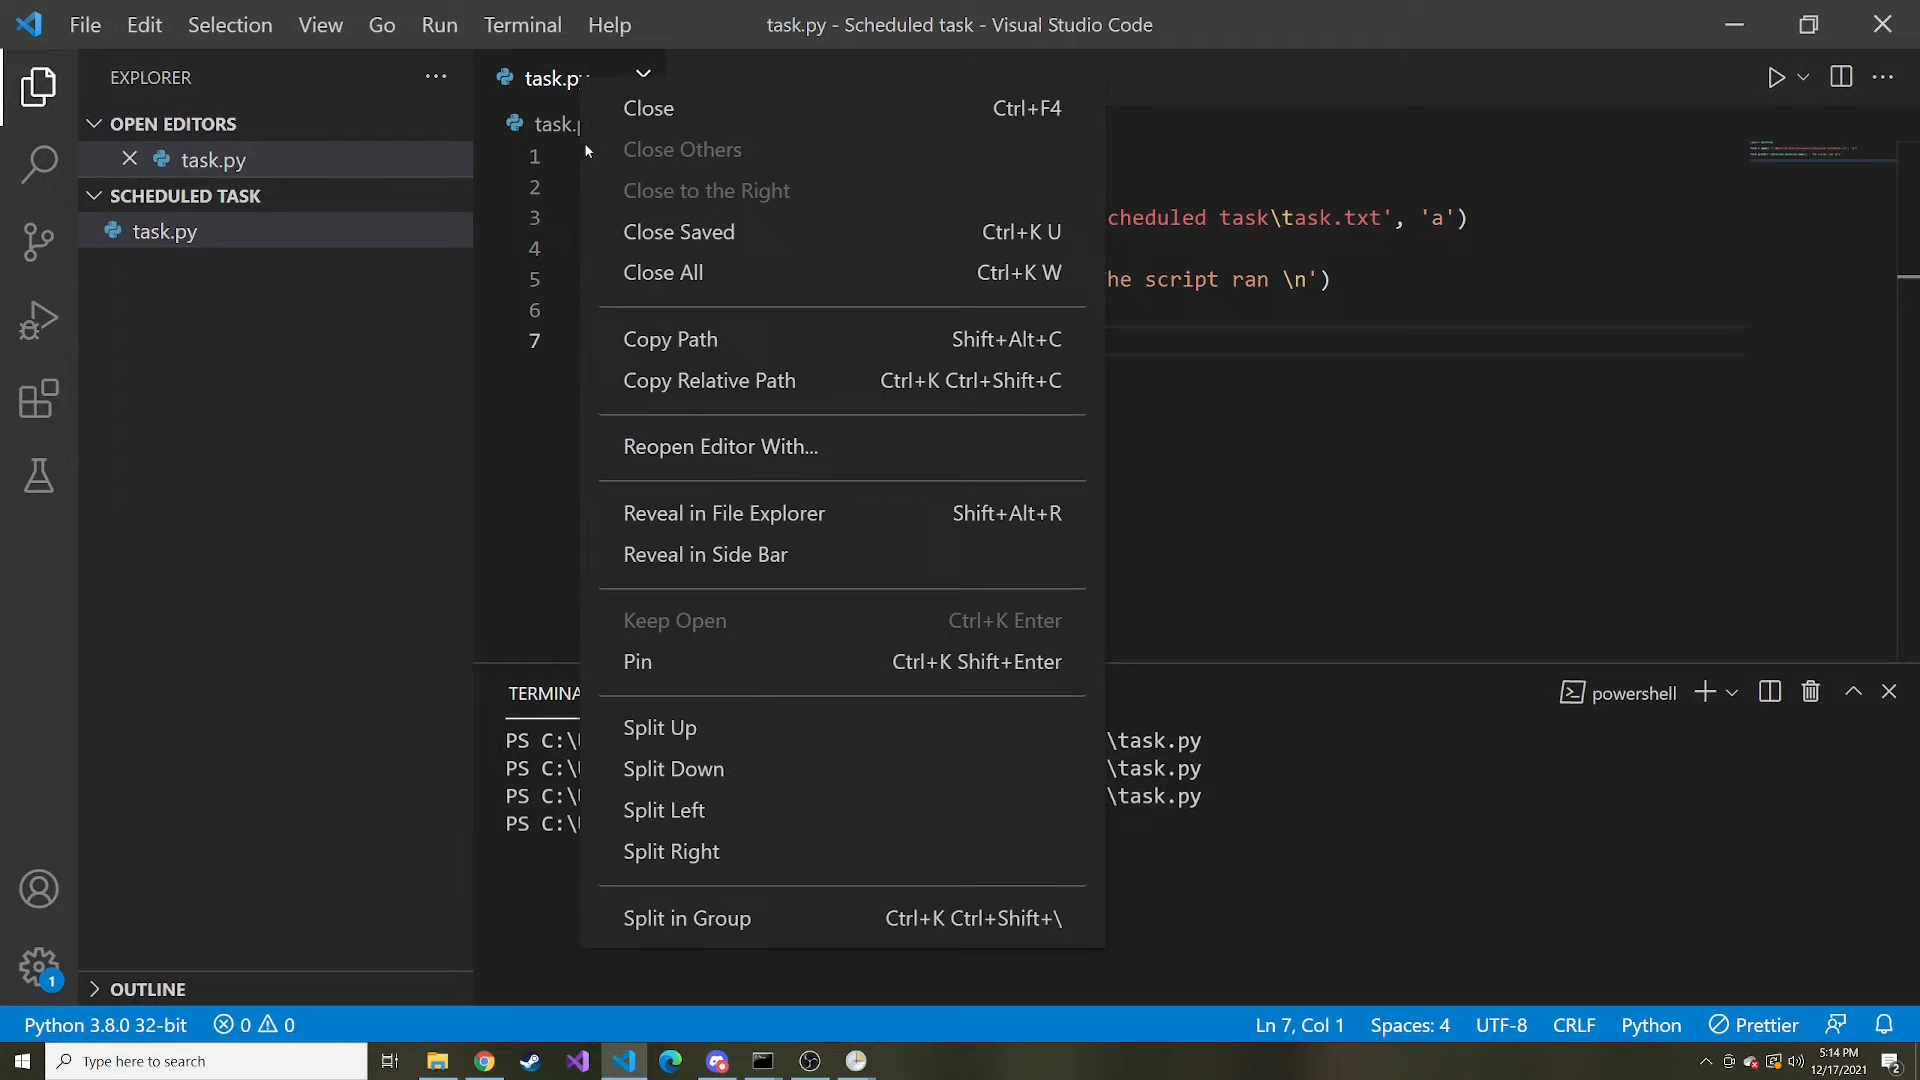 File Edit Selection View Go Run Terminal Help task.py - Scheduled task - Visual Studio Code
EXPLORER
OPEN EDITORS
task.py
SCHEDULED TASK
task.py
OUTLINE
task.py
task.p
1
2
3 cheduled task\task.txt', 'a')
4
5 he script ran \n')
6
7
Close Ctrl+F4
Close Others
Close to the Right
Close Saved Ctrl+K U
Close All Ctrl+K W
Copy Path Shift+Alt+C
Copy Relative Path Ctrl+K Ctrl+Shift+C
Reopen Editor With...
Reveal in File Explorer Shift+Alt+R
Reveal in Side Bar
Keep Open Ctrl+K Enter
Pin Ctrl+K Shift+Enter
Split Up
Split Down
Split Left
Split Right
Split in Group Ctrl+K Ctrl+Shift+\
TERMINA powershell
PS C:\ \task.py
PS C:\ \task.py
PS C:\ \task.py
PS C:\
1
Python 3.8.0 32-bit 0 0 Ln 7, Col 1 Spaces: 4 UTF-8 CRLF Python Prettier
Type here to search
5:14 PM
12/17/2021
2